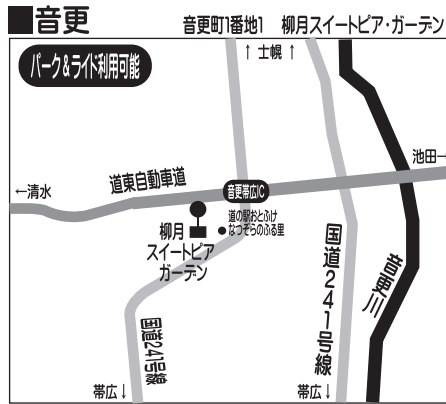 ■音更
音更町1番地1 柳月スイートピア・ガーデン
パーク&ライド利用可能
↑ 士幌 ↑
池田→
←清水
道東自動車道
音更帯広IC
道の駅おとふけ
なつぞらのふる里
柳月
スイートピア
ガーデン
国道241号線
音更川
国道241号線
帯広↓
帯広↓